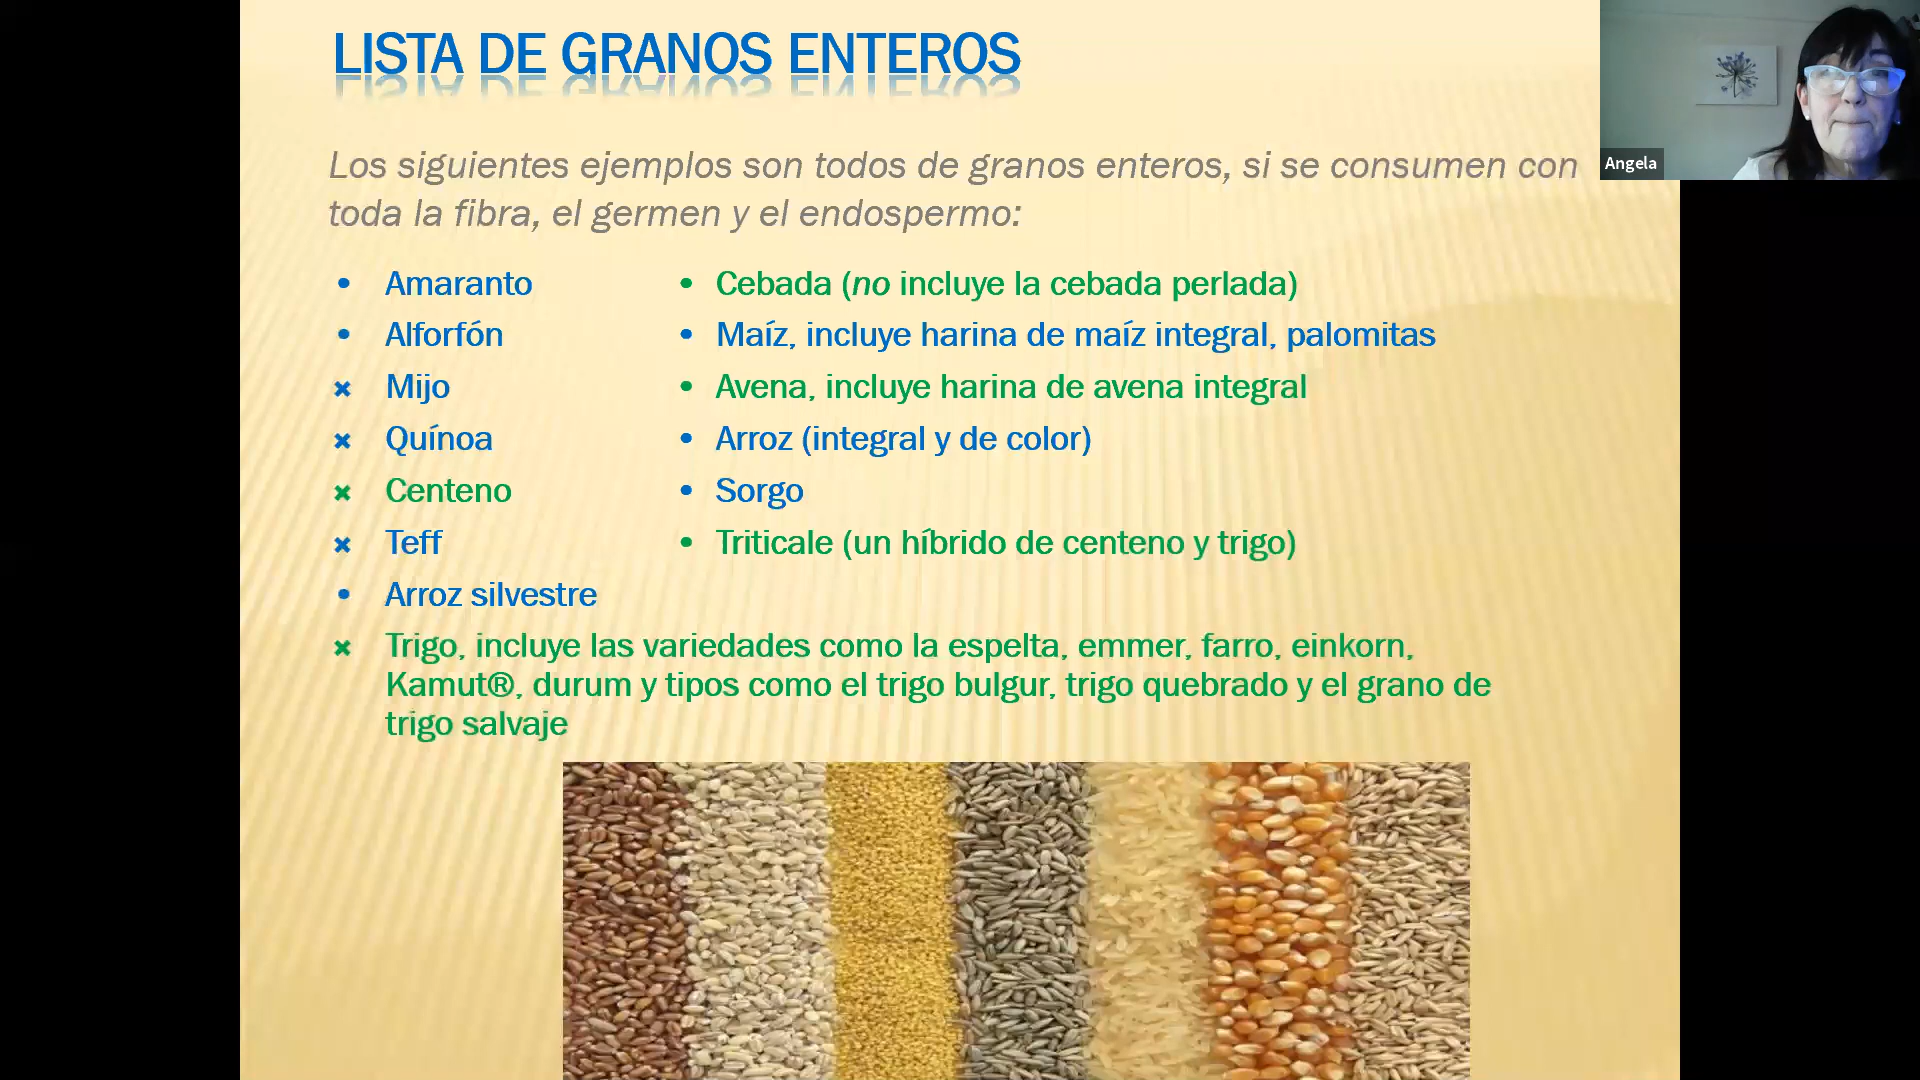 LISTA DE GRANOS ENTEROS
Los siguientes ejemplos son todos de granos enteros, si se consumen con
toda la fibra, el germen y el endospermo:
• Amaranto
• Alforfón
× Mijo
× Quínoa
× Centeno
× Teff
• Arroz silvestre
• Cebada (no incluye la cebada perlada)
• Maíz, incluye harina de maíz integral, palomitas
• Avena, incluye harina de avena integral
• Arroz (integral y de color)
• Sorgo
• Triticale (un híbrido de centeno y trigo)
× Trigo, incluye las variedades como la espelta, emmer, farro, einkorn,
Kamut®, durum y tipos como el trigo bulgur, trigo quebrado y el grano de
trigo salvaje
Angela